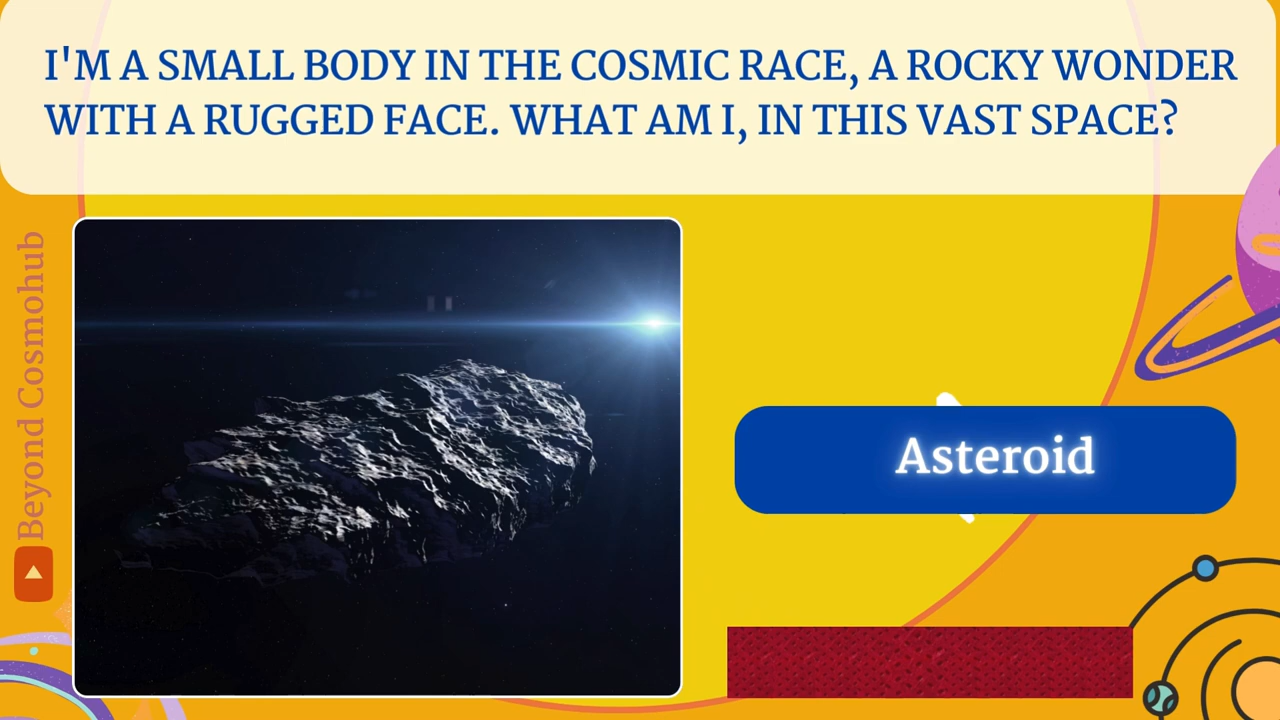 I'M A SMALL BODY IN THE COSMIC RACE, A ROCKY WONDER
WITH A RUGGED FACE. WHAT AM I, IN THIS VAST SPACE?
Beyond Cosmohub
Asteroid